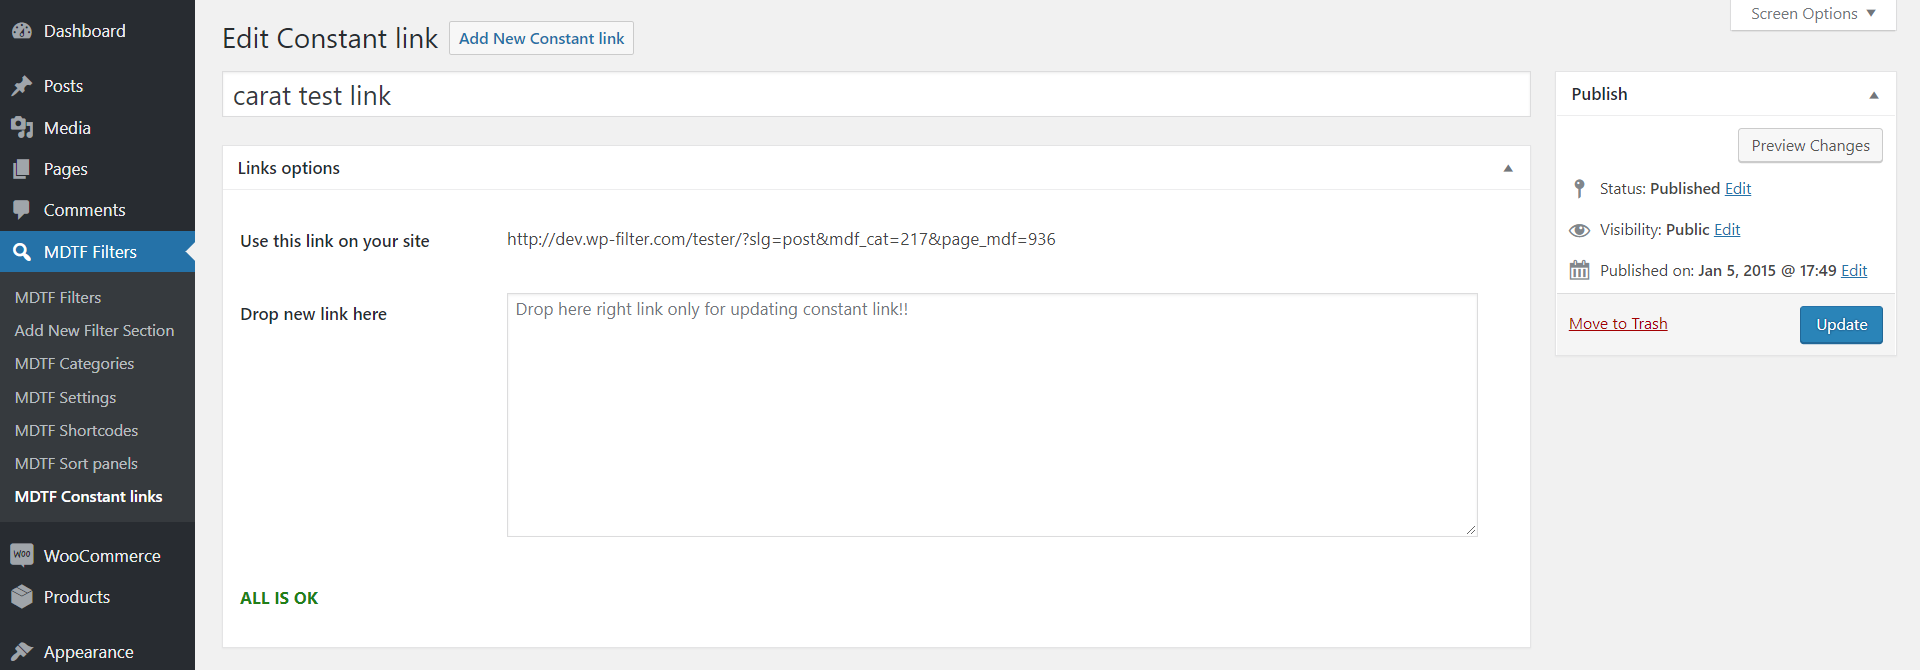 Dashboard
Posts
Media
Pages
Comments
MDTF Filters
MDTF Filters
Add New Filter Section
MDTF Categories
MDTF Settings
MDTF Shortcodes
MDTF Sort panels
MDTF Constant links
Woo
WooCommerce
Products
Appearance
Screen Options
Edit Constant link
Add New Constant link
carat test link
Links options
Use this link on your site
http://dev.wp-filter.com/tester/?slg=post&mdf_cat=217&page_mdf=936
Drop new link here
Drop here right link only for updating constant link!!
ALL IS OK
Publish
Preview Changes
Status: Published Edit
Visibility: Public Edit
Published on: Jan 5, 2015 @ 17:49 Edit
Move to Trash
Update